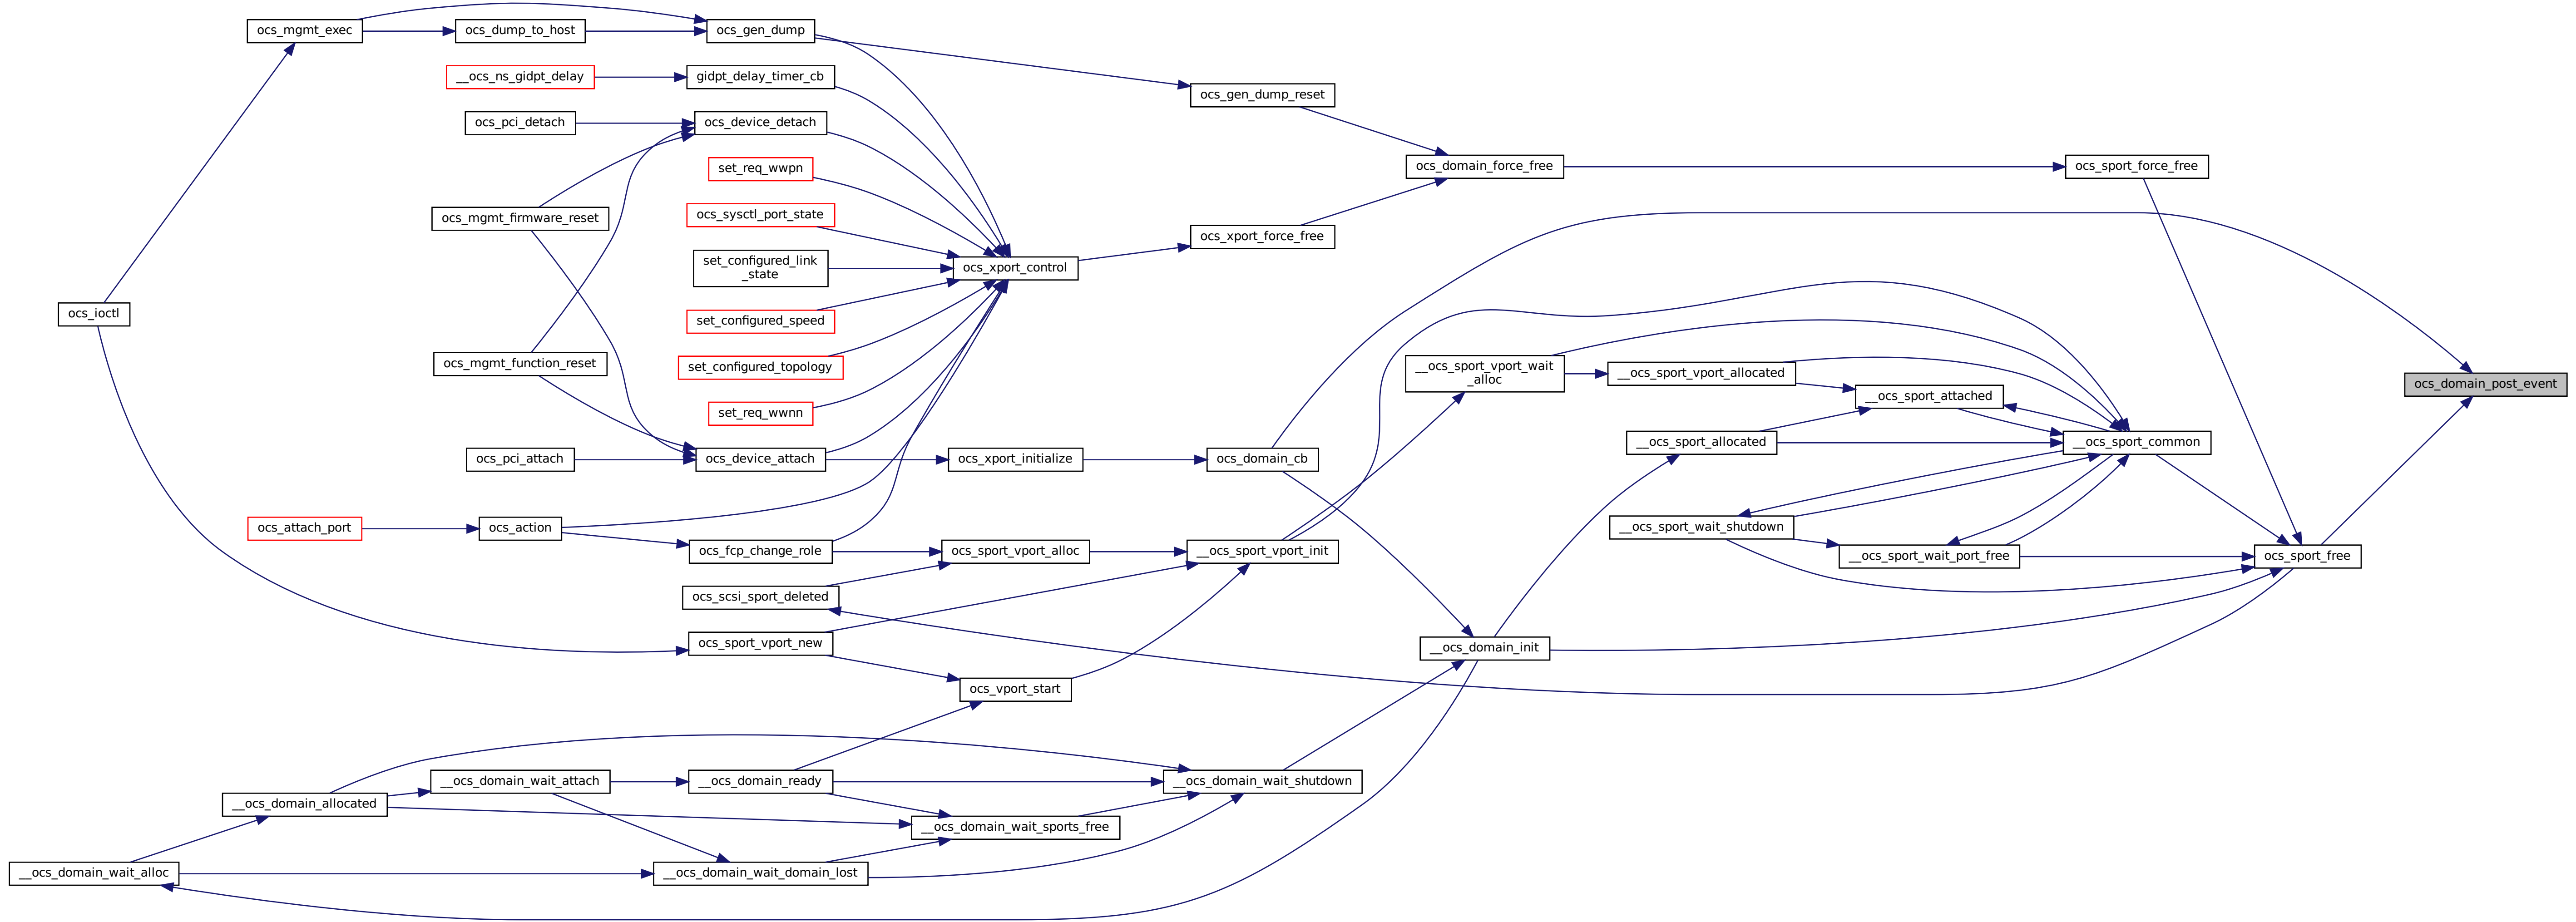 ocs_mgmt_exec
ocs_dump_to_host
ocs_gen_dump
__ocs_ns_gidpt_delay
gidpt_delay_timer_cb
ocs_gen_dump_reset
ocs_pci_detach
ocs_device_detach
set_req_wwpn
ocs_domain_force_free
ocs_sport_force_free
ocs_mgmt_firmware_reset
ocs_sysctl_port_state
ocs_xport_force_free
set_configured_link
_state
ocs_xport_control
ocs_ioctl
set_configured_speed
ocs_mgmt_function_reset
set_configured_topology
__ocs_sport_vport_wait
_alloc
__ocs_sport_vport_allocated
ocs_domain_post_event
__ocs_sport_attached
set_req_wwnn
__ocs_sport_allocated
__ocs_sport_common
ocs_pci_attach
ocs_device_attach
ocs_xport_initialize
ocs_domain_cb
ocs_attach_port
ocs_action
__ocs_sport_wait_shutdown
ocs_fcp_change_role
ocs_sport_vport_alloc
__ocs_sport_vport_init
__ocs_sport_wait_port_free
ocs_sport_free
ocs_scsi_sport_deleted
ocs_sport_vport_new
__ocs_domain_init
ocs_vport_start
__ocs_domain_wait_attach
__ocs_domain_ready
__ocs_domain_wait_shutdown
__ocs_domain_allocated
__ocs_domain_wait_sports_free
__ocs_domain_wait_alloc
__ocs_domain_wait_domain_lost